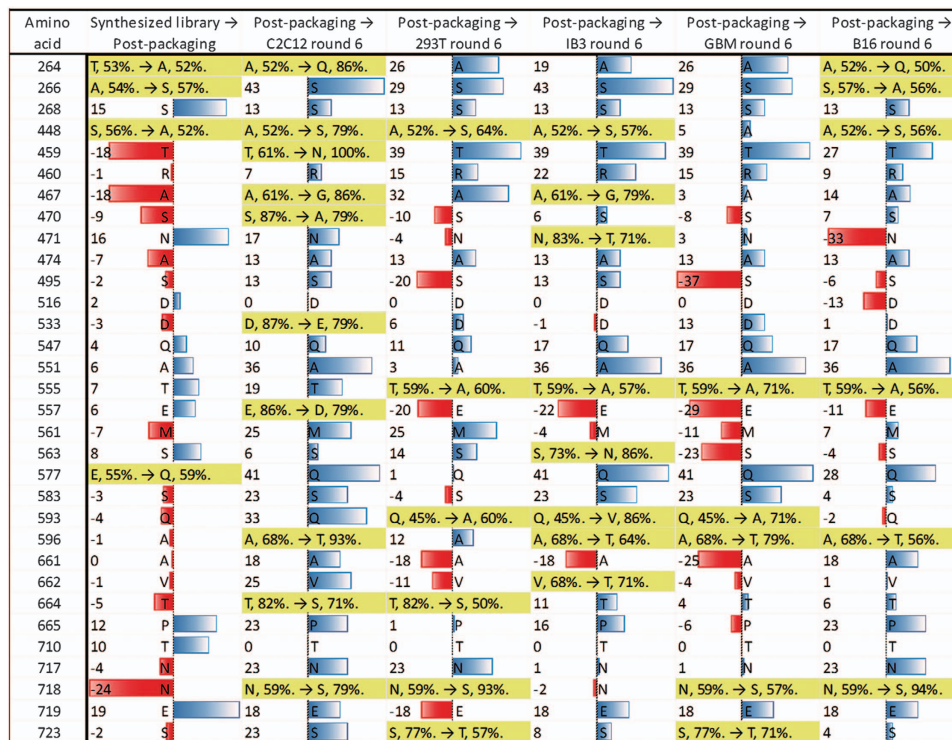 Amino acid Synthesized library → Post-packaging Post-packaging → C2C12 round 6 Post-packaging → 293T round 6 Post-packaging → IB3 round 6 Post-packaging → GBM round 6 Post-packaging → B16 round 6
264 T, 53%. → A, 52%. A, 52% → Q, 86%. 26 A 19 A 26 A A, 52% → Q, 50%.
266 A, 54% → S, 57%. 43 S 29 S 43 S 29 S S, 57% → A, 56%.
268 15 S 13 S 13 S 13 S 13 S 13 S
448 S, 56% → A, 52%. A, 52% → S, 79%. A, 52% → S, 64%. A, 52% → S, 57%. 5 A A, 52% → S, 56%.
459 -18 T T, 61%. → N, 100%. 39 T 39 T 39 T 27 T
460 -1 R 7 R 15 R 22 R 15 R 9 R
467 -18 A A, 61% → G, 86%. 32 A A, 61% → G, 79%. 3 A 14 A
470 -9 S S, 87% → A, 79%. -10 S 6 S -8 S 7 S
471 16 N 17 N -4 N N, 83% → T, 71%. 3 N -33 N
474 -7 A 13 A 13 A 13 A 13 A 13 A
495 -2 S 13 S -20 S 13 S -37 S -6 S
516 2 D 0 D 0 D 0 D 0 D -13 D
533 -3 D D, 87% → E, 79%. 6 D -1 D 13 D 1 D
547 4 Q 10 Q 11 Q 17 Q 17 Q 17 Q
551 6 A 36 A 3 A 36 A 36 A 36 A
555 7 T 19 T T, 59% → A, 60%. T, 59% → A, 57%. T, 59% → A, 71%. T, 59% → A, 56%.
557 6 E E, 86% → D, 79%. -20 E -22 E -29 E -11 E
561 -7 M 25 M 25 M -4 M -11 M 7 M
563 8 S 6 S 14 S S, 73% → N, 86%. -23 S -4 S
577 E, 55% → Q, 59%. 41 Q 1 Q 41 Q 41 Q 28 Q
583 -3 S 23 S -4 S 23 S 23 S 4 S
593 -4 Q 33 Q Q, 45% → A, 60%. Q, 45% → V, 86%. Q, 45% → A, 71%. -2 Q
596 -1 A A, 68% → T, 93%. 12 A A, 68% → T, 64%. A, 68% → T, 79%. A, 68% → T, 56%.
661 0 A 18 A -18 A -18 A -25 A 18 A
662 -1 V 25 V -11 V V, 68% → T, 71%. -4 V 1 V
664 -5 T T, 82% → S, 71%. T, 82% → S, 50%. 11 T 4 T 6 T
665 12 P 23 P 1 P 16 P -6 P 23 P
710 10 T 0 T 0 T 0 T 0 T 0 T
717 -4 N 23 N 23 N 1 N 1 N 23 N
718 -24 N N, 59% → S, 79%. N, 59% → S, 93%. -2 N N, 59% → S, 57%. N, 59% → S, 94%.
719 19 E 18 E -18 E 18 E 18 E 18 E
723 -2 S 23 S S, 77% → T, 57%. 8 S S, 77% → T, 71%. 4 S